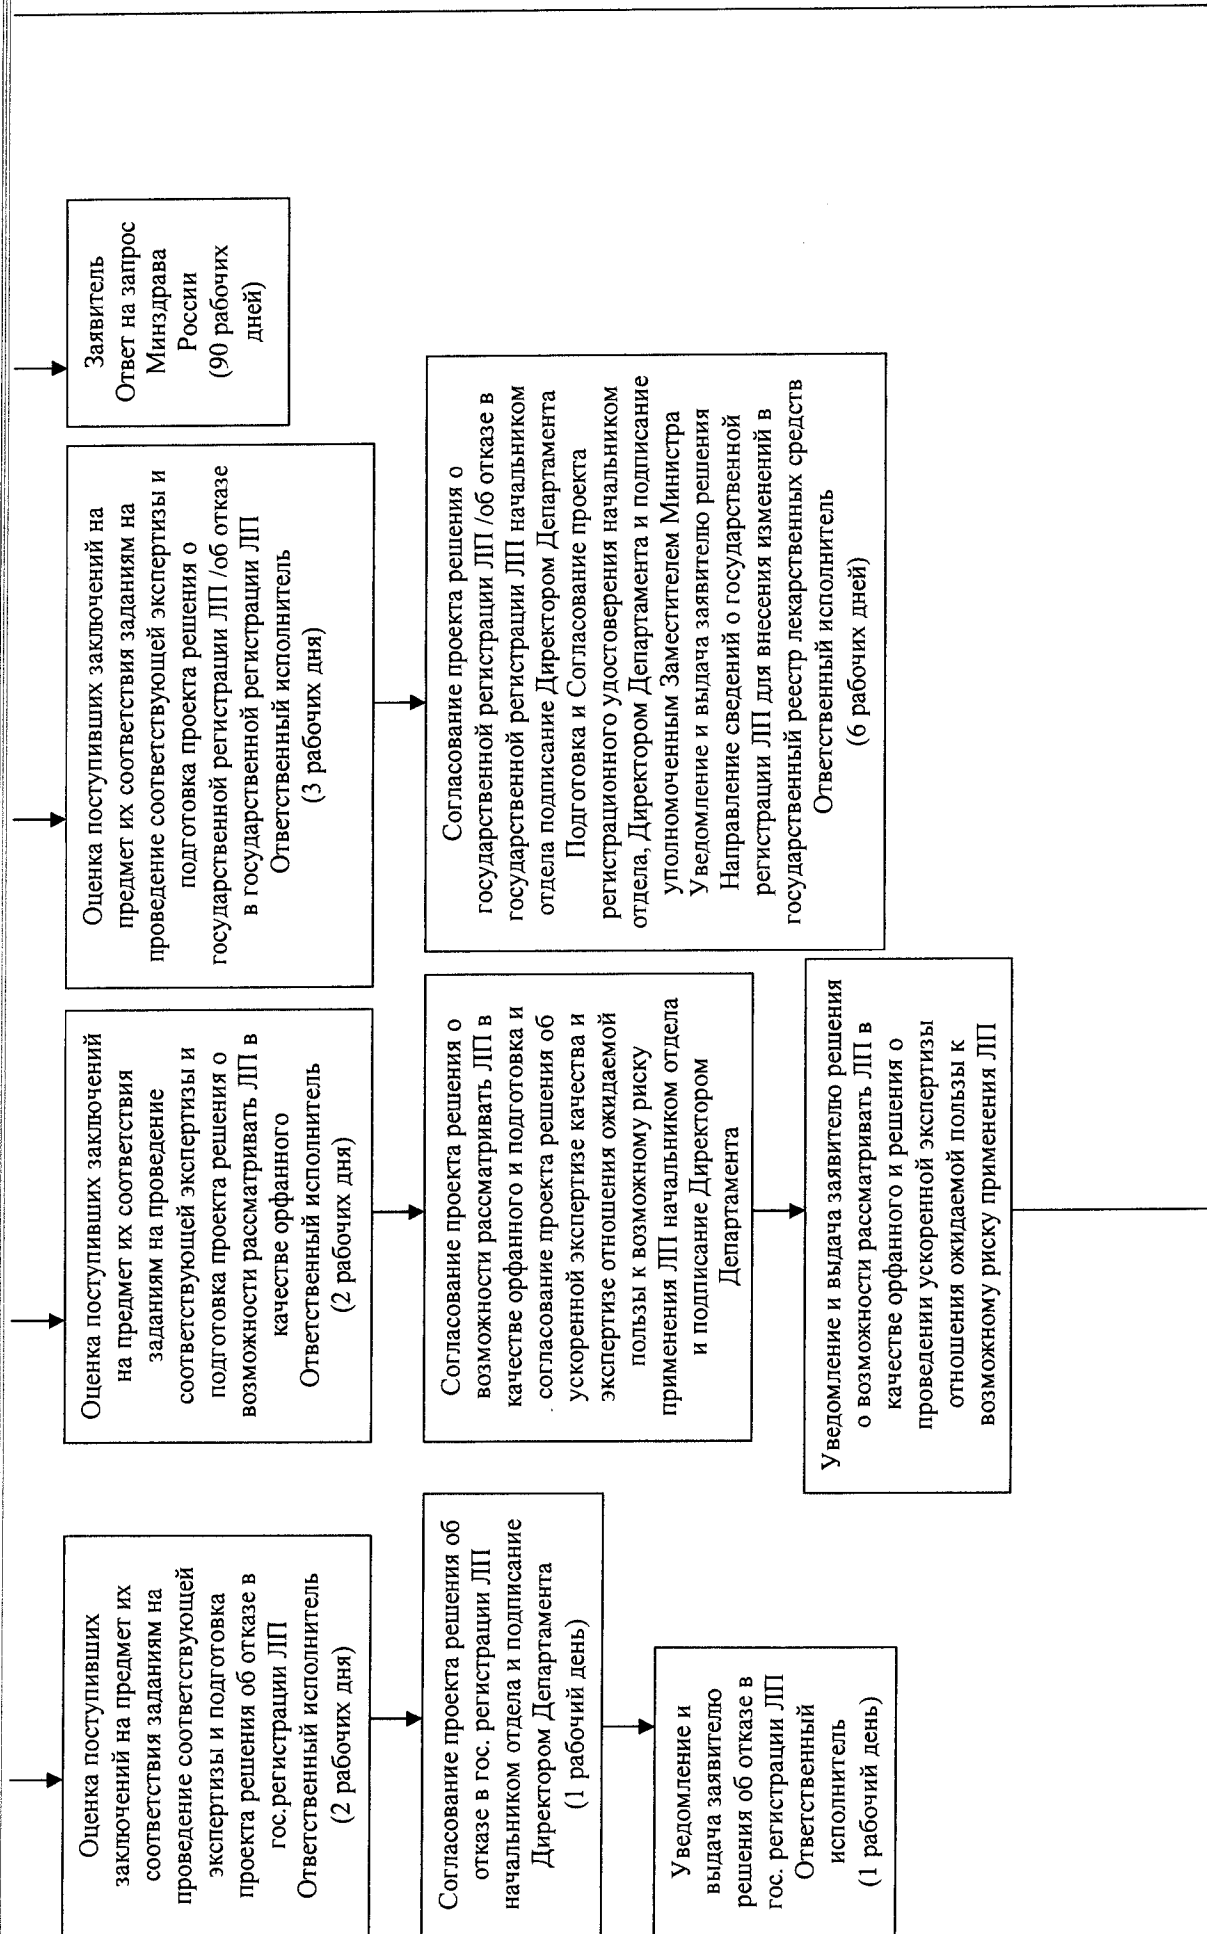 Оценка поступивших
заключений на предмет их
соответствия заданиям на
проведение соответствующей
экспертизы и подготовка
проекта решения об отказе в
гос.регистрации ЛП
Ответственный исполнитель
(2 рабочих дня)
Согласование проекта решения об
отказе в гос. регистрации ЛП
начальником отдела и подписание
Директором Департамента
(1 рабочий день)
Уведомление и
выдача заявителю
решения об отказе в
гос. регистрации ЛП
Ответственный
исполнитель
(1 рабочий день)
Оценка поступивших заключений
на предмет их соответствия
заданиям на проведение
соответствующей экспертизы и
подготовка проекта решения о
возможности рассматривать ЛП в
качестве орфанного
Ответственный исполнитель
(2 рабочих дня)
Согласование проекта решения о
возможности рассматривать ЛП в
качестве орфанного и подготовка и
согласование проекта решения об
ускоренной экспертизе качества и
экспертизе отношения ожидаемой
пользы к возможному риску
применения ЛП начальником отдела
и подписание Директором
Департамента
Уведомление и выдача заявителю решения
о возможности рассматривать ЛП в
качестве орфанного и решения о
проведении ускоренной экспертизы
отношения ожидаемой пользы к
возможному риску применения ЛП
Оценка поступивших заключений на
предмет их соответствия заданиям на
проведение соответствующей экспертизы и
подготовка проекта решения о
государственной регистрации ЛП /об отказе
в государственной регистрации ЛП
Ответственный исполнитель
(3 рабочих дня)
Согласование проекта решения о
государственной регистрации ЛП /об отказе в
государственной регистрации ЛП начальником
отдела подписание Директором Департамента
Подготовка и Согласование проекта
регистрационного удостоверения начальником
отдела, Директором Департамента и подписание
уполномоченным Заместителем Министра
Уведомление и выдача заявителю решения
Направление сведений о государственной
регистрации ЛП для внесения изменений в
государственный реестр лекарственных средств
Ответственный исполнитель
(6 рабочих дней)
Заявитель
Ответ на запрос
Минздрава
России
(90 рабочих
дней)